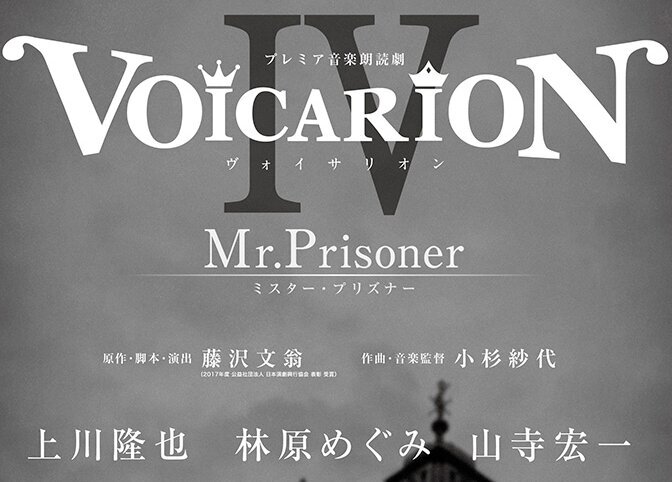 プレミア音楽朗読劇
IV
VOICARION
ヴォイサリオン
Mr.Prisoner
ミスター・プリズナー
原作・脚本・演出 藤沢文翁 作曲・音楽監督 小杉紗代
(2017年度 公益社団法人 日本演劇興行協会 表彰 受賞)
上川隆也 林原めぐみ 山寺宏一